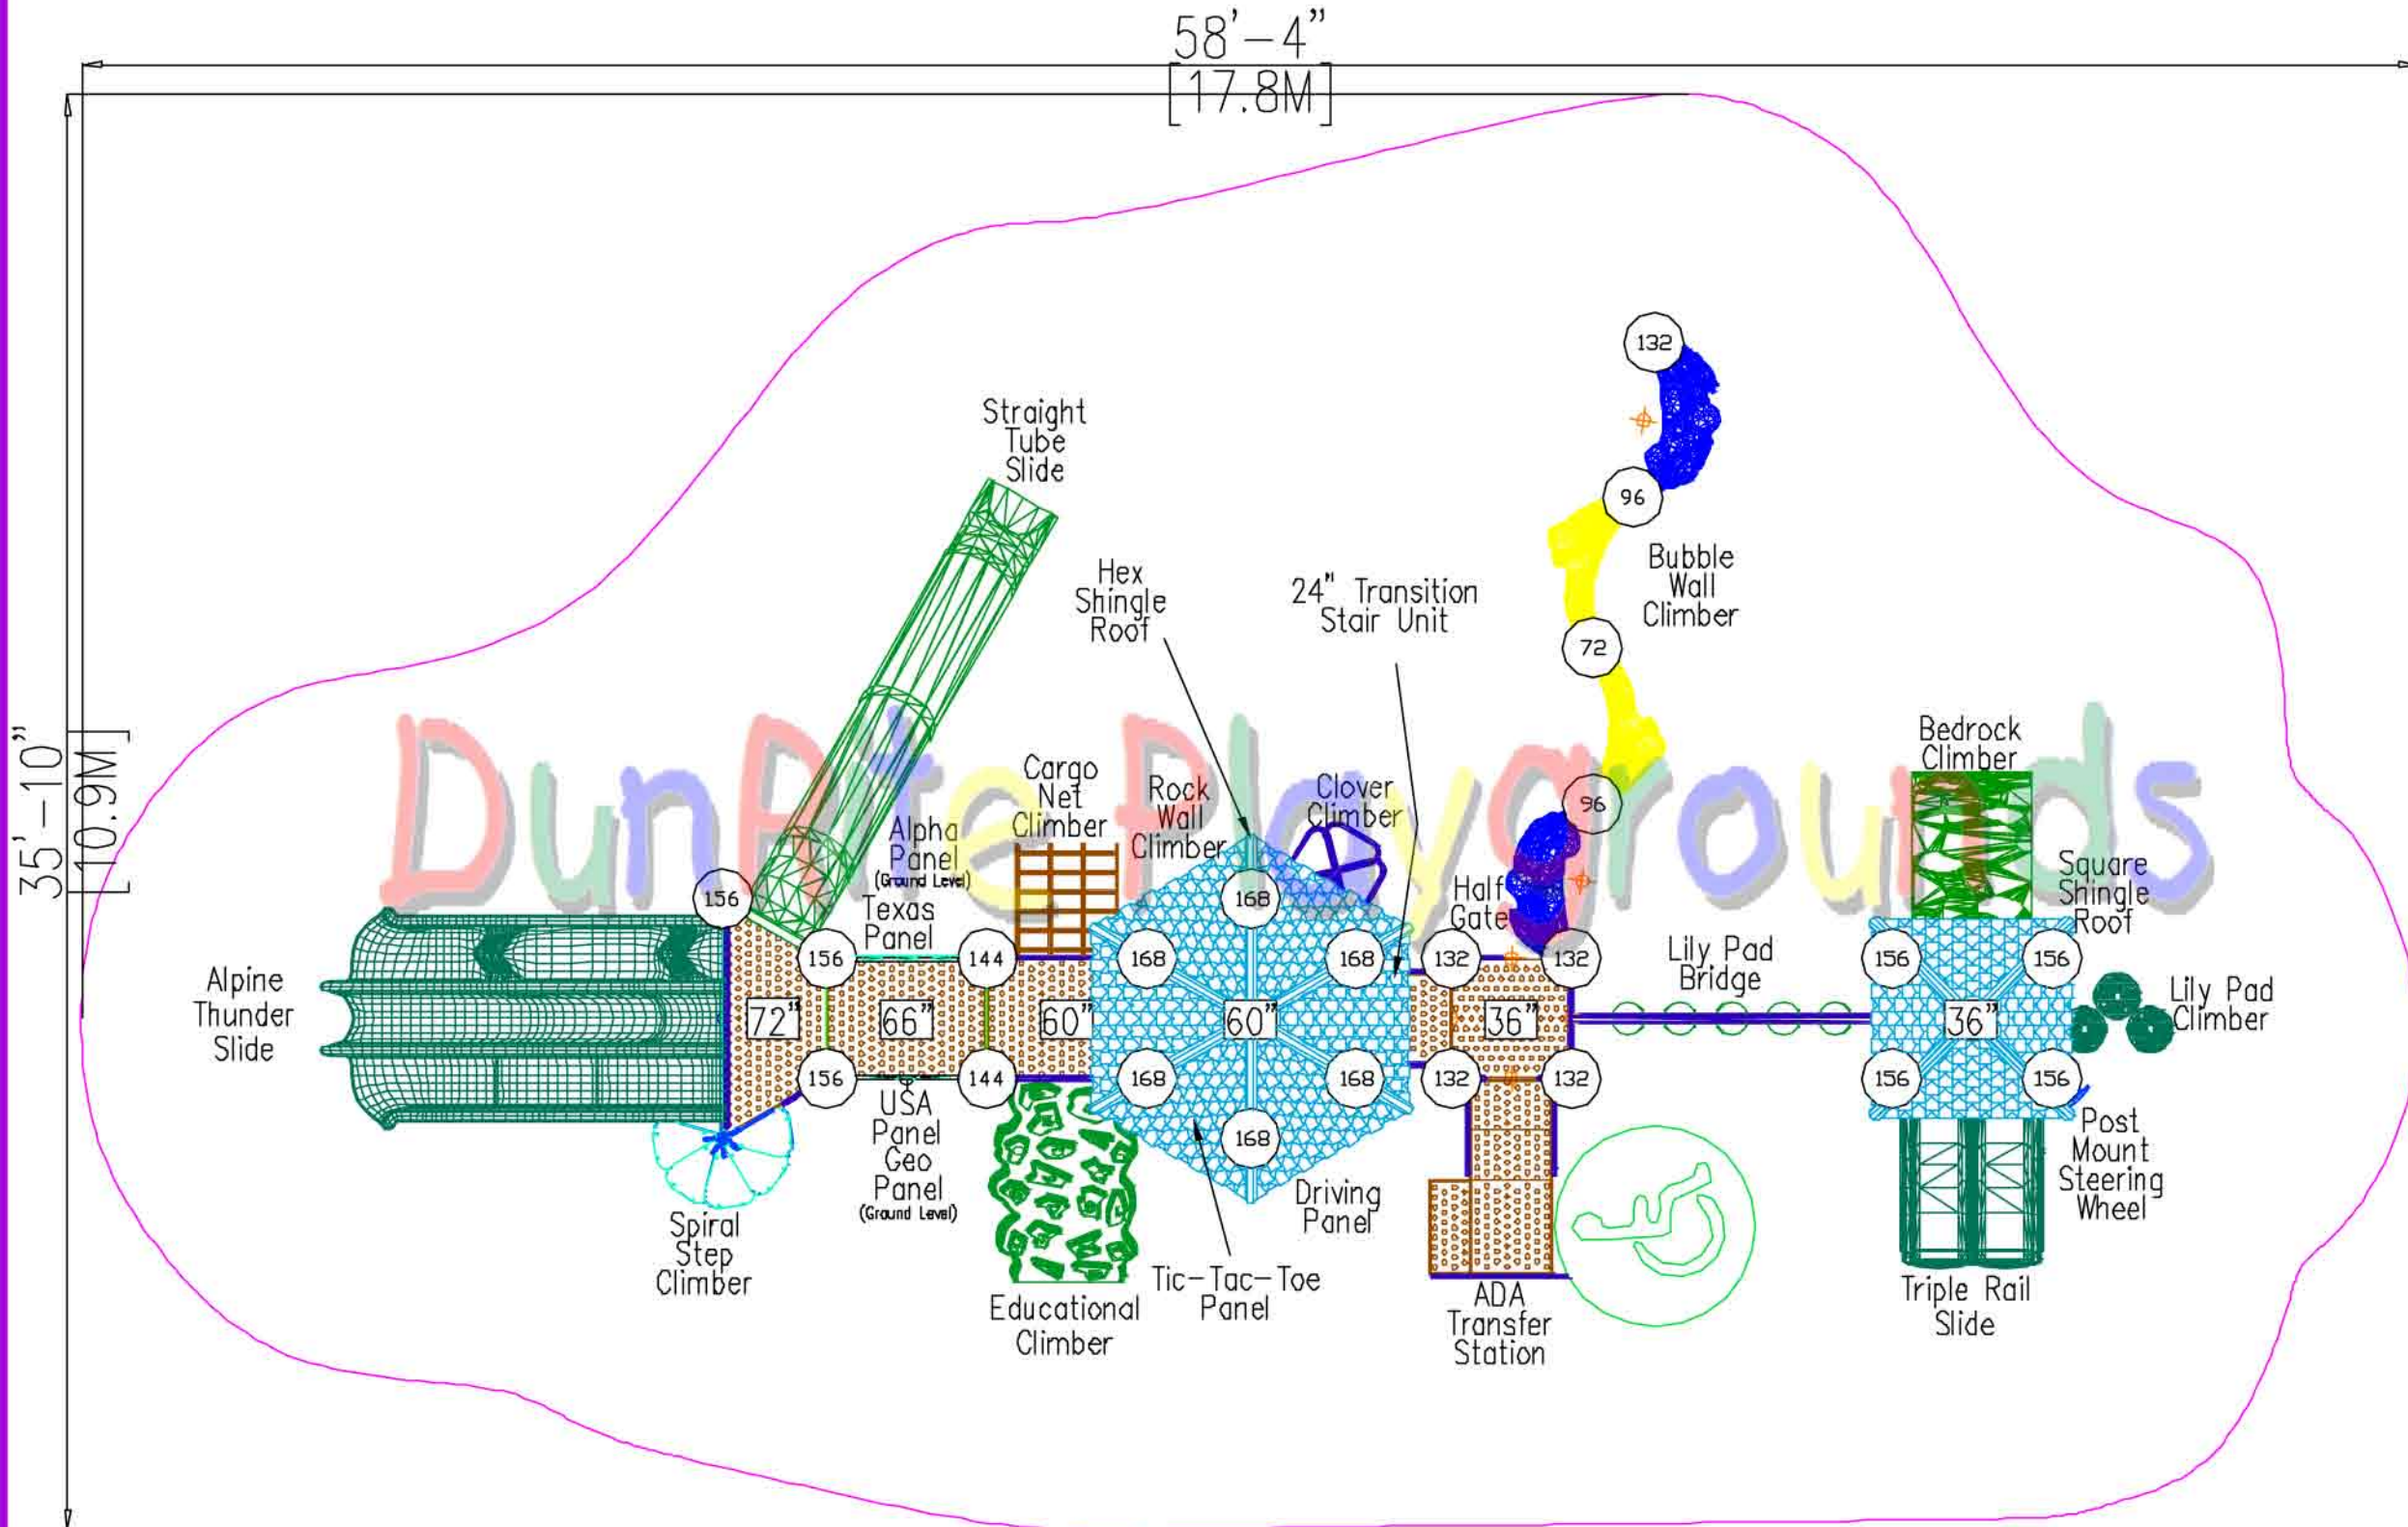 58'-4"
[17.8M]
35'-10"
[10.9M]
132
Straight
Tube
Slide
96
Bubble
Wall
Climber
Hex
Shingle
Roof
24" Transition
Stair Unit
72
DunRite Playgrounds
Bedrock
Climber
Cargo
Net
Climber
Rock
Wall
Climber
Clover
Climber
96
Alpha
Panel
(Ground Level)
Texas
Panel
Half
Gate
Square
Shingle
Roof
156
168
156
144
168
168
132
132
Lily Pad
Bridge
156
156
Alpine
Thunder
Slide
72"
66"
60"
60"
36"
36"
Lily Pad
Climber
156
144
168
168
132
132
156
156
168
USA
Panel
Geo
Panel
(Ground Level)
Post
Mount
Steering
Wheel
Driving
Panel
Spiral
Step
Climber
Tic-Tac-Toe
Panel
Educational
Climber
ADA
Transfer
Station
Triple Rail
Slide